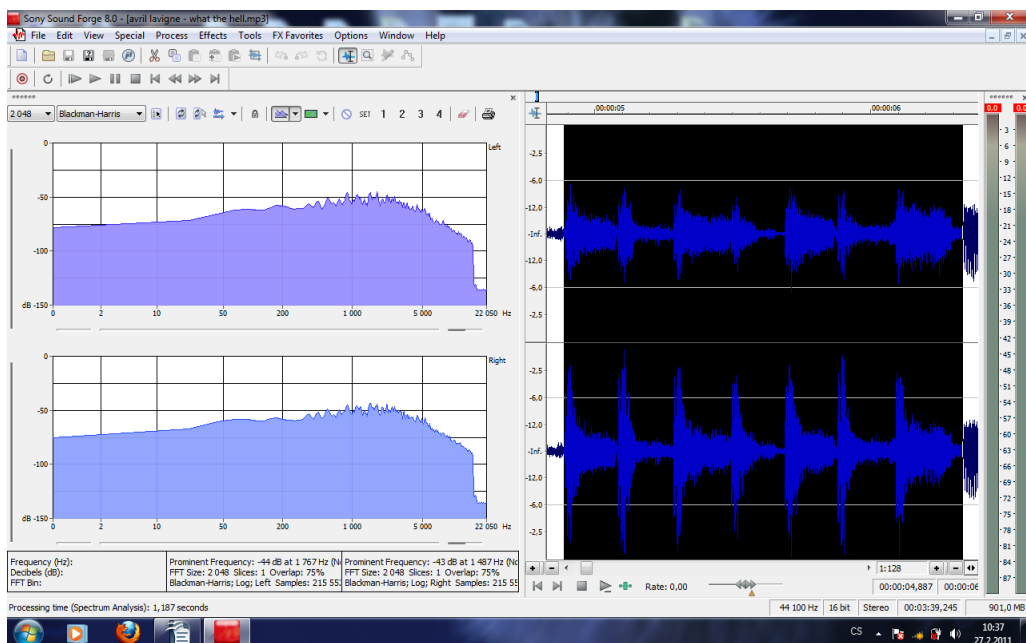 Sony Sound Forge 8.0 - [avril lavigne - what the hell.mp3]
File Edit View Special Process Effects Tools FX Favorites Options Window Help
2 048 Blackman-Harris SET 1 2 3 4
0 Left
-50
-100
dB -150
0 2 10 50 200 1 000 5 000 22 050 Hz
0 Right
-50
-100
dB -150
0 2 10 50 200 1 000 5 000 22 050 Hz
Frequency (Hz):
Decibels (dB):
FFT Bin:
Prominent Frequency: -44 dB at 1 767 Hz (N
FFT Size: 2 048 Slices: 1 Overlap: 75%
Blackman-Harris; Log; Left Samples: 215 55
Prominent Frequency: -43 dB at 1 487 Hz (No
FFT Size: 2 048 Slices: 1 Overlap: 75%
Blackman-Harris; Log; Right Samples: 215 55
1
,00:00:05 ,00:00:06
-2.5
-6.0
-12.0
-Inf.
-12.0
-6.0
-2.5
-2.5
-6.0
-12.0
-Inf.
-12.0
-6.0
-2.5
0,0 0,0
- 3 -
- 6 -
- 9 -
- 12 -
- 15 -
- 18 -
- 21 -
- 24 -
- 27 -
- 30 -
- 33 -
- 36 -
- 39 -
- 42 -
- 45 -
- 48 -
- 51 -
- 54 -
- 57 -
- 60 -
- 63 -
- 66 -
- 69 -
- 72 -
- 75 -
- 78 -
- 81 -
- 84 -
- 87 -
1:128
Rate: 0,00 00:00:04,887 00:00:06
Processing time (Spectrum Analysis): 1,187 seconds
44 100 Hz 16 bit Stereo 00:03:39,245 901,0 MB
CS 10:37
27.2.2011